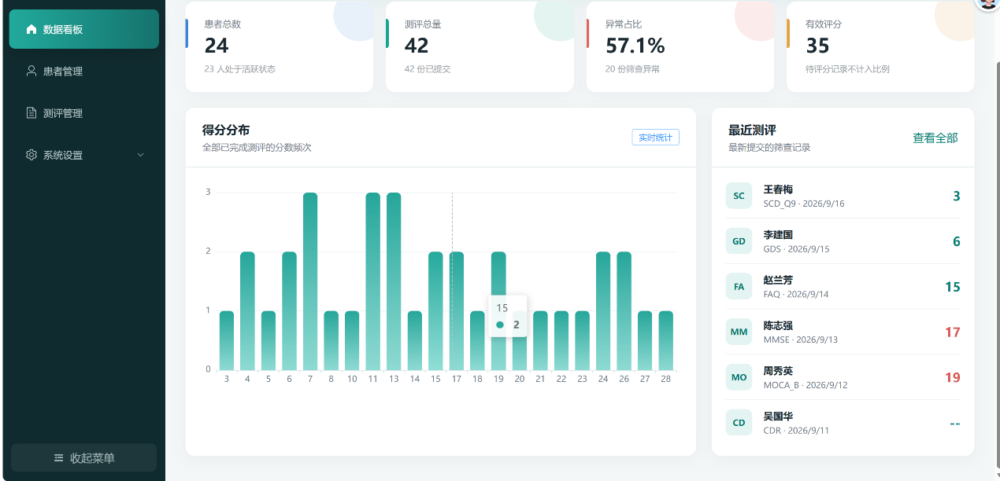 数据看板
患者管理
测评管理
系统设置
收起菜单
患者总数
24
23 人处于活跃状态
测评总量
42
42 份已提交
异常占比
57.1%
20 份筛查异常
有效评分
35
待评分记录不计入比例
得分分布
全部已完成测评的分数频次
实时统计
3
2
1
0
15
2
3 4 5 6 7 8 10 11 13 14 15 17 18 19 20 21 22 23 24 26 27 28
最近测评
最新提交的筛查记录
查看全部
SC
王春梅
SCD_Q9 · 2026/9/16
3
GD
李建国
GDS · 2026/9/15
6
FA
赵兰芳
FAQ · 2026/9/14
15
MM
陈志强
MMSE · 2026/9/13
17
MO
周秀英
MOCA_B · 2026/9/12
19
CD
吴国华
CDR · 2026/9/11
--